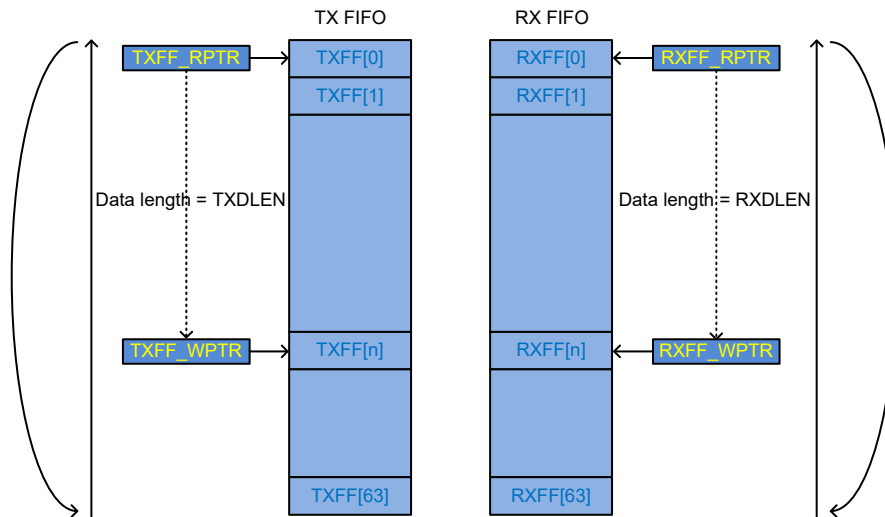 TX FIFO
RX FIFO
TXFF_RPTR
TXFF[0]
RXFF[0]
RXFF_RPTR
TXFF[1]
RXFF[1]
Data length = TXDLEN
Data length = RXDLEN
TXFF_WPTR
TXFF[n]
RXFF[n]
RXFF_WPTR
TXFF[63]
RXFF[63]